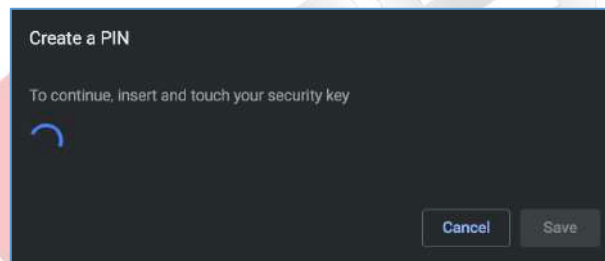 Create a PIN
To continue, insert and touch your security key
Cancel
Save